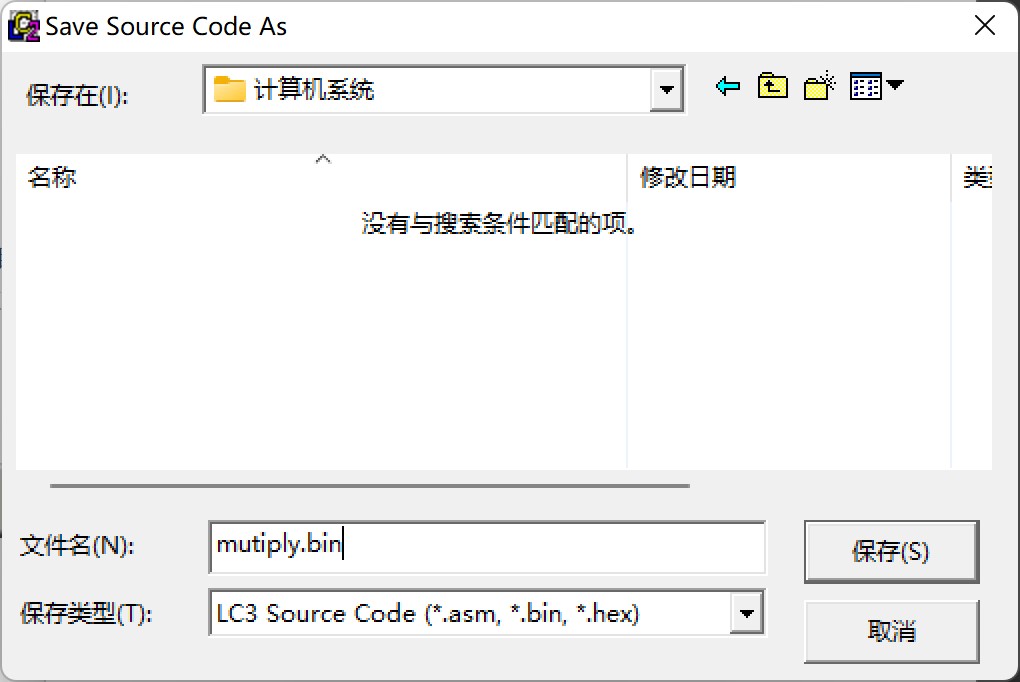 Save Source Code As
保存在(I):
计算机系统
名称
修改日期
类型
没有与搜索条件匹配的项。
文件名(N):
mutiply.bin
保存(S)
保存类型(T):
LC3 Source Code (*.asm, *.bin, *.hex)
取消